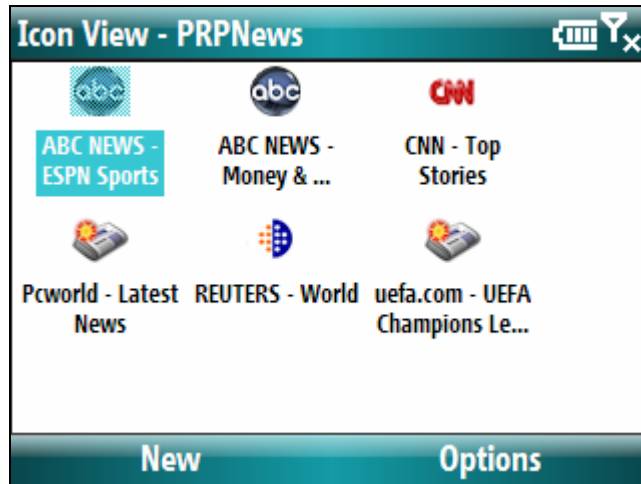 Icon View - PRPNews
abc abc CNN
ABC NEWS - ESPN Sports
ABC NEWS - Money & ...
CNN - Top Stories
Pcworld - Latest News
REUTERS - World
uefa.com - UEFA Champions Le...
New Options